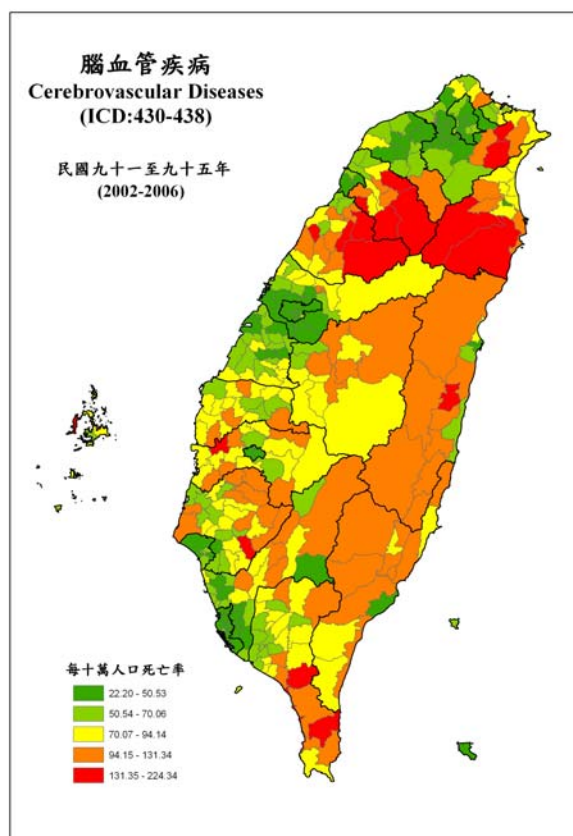 腦血管疾病
Cerebrovascular Diseases
(ICD:430-438)
民國九十一至九十五年
(2002-2006)
每十萬人口死亡率
22.20 - 50.53
50.54 - 70.06
70.07 - 94.14
94.15 - 131.34
131.35 - 224.34